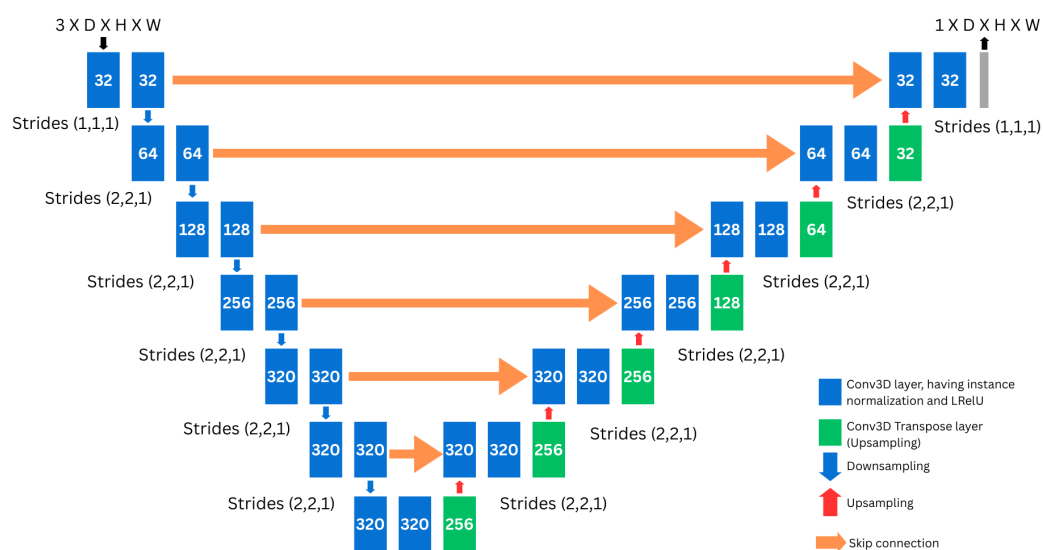 3 X D X H X W
1 X D X H X W
32 32 32 32
Strides (1,1,1)
Strides (1,1,1)
64 64 64 64 32
Strides (2,2,1)
Strides (2,2,1)
128 128 128 128 64
Strides (2,2,1)
Strides (2,2,1)
256 256 256 256 128
Strides (2,2,1)
Strides (2,2,1)
320 320 320 320 256
Strides (2,2,1)
Strides (2,2,1)
320 320 320 320 256
Strides (2,2,1)
Strides (2,2,1)
320 320 256
Conv3D layer, having instance
normalization and LRelU
Conv3D Transpose layer
(Upsampling)
Downsampling
Upsampling
Skip connection